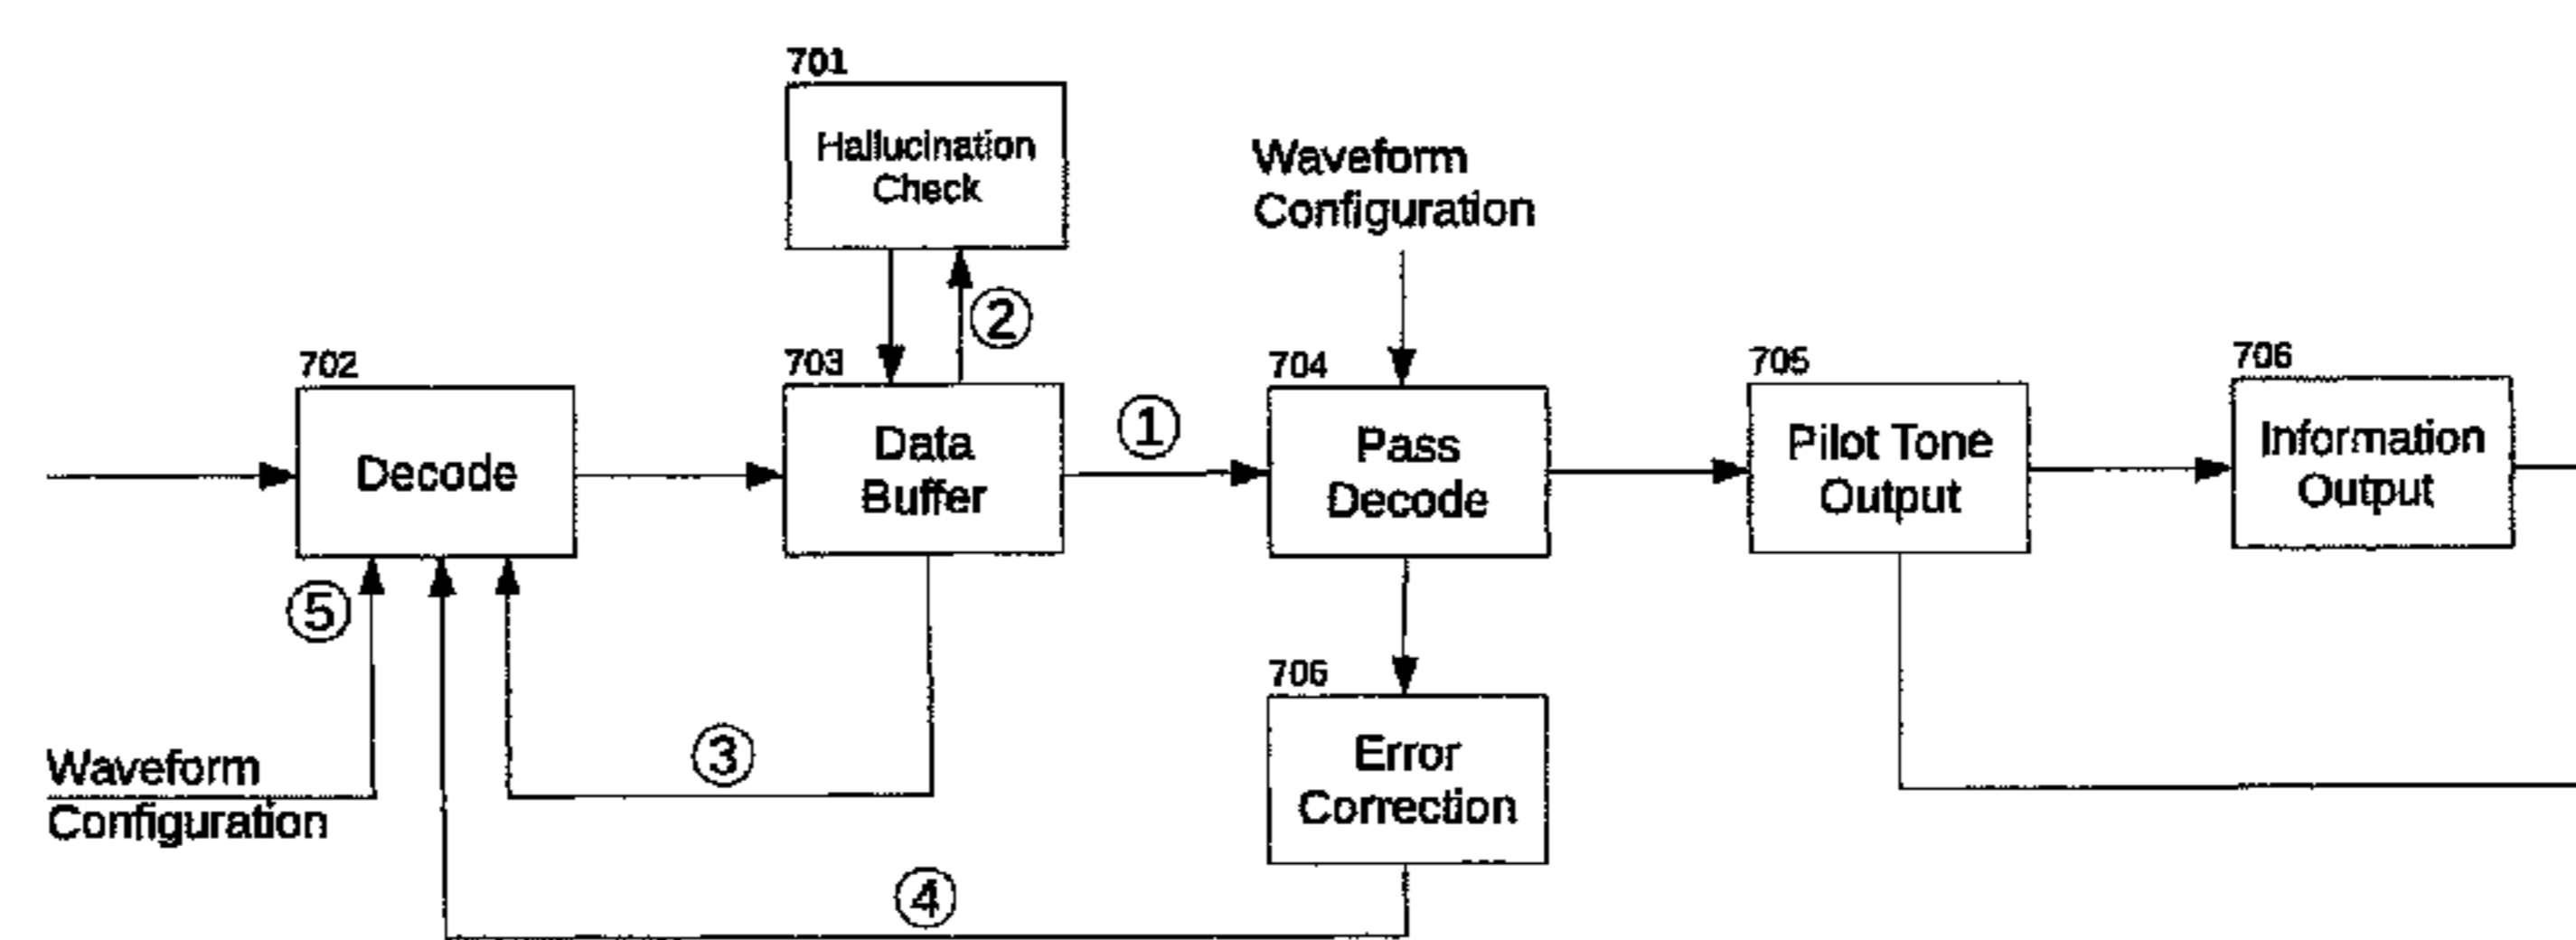 701
Hallucination
Check
Waveform
Configuration
②
702
Decode
703
Data
Buffer
①
704
Pass
Decode
705
Pilot Tone
Output
706
Information
Output
⑤
③
Waveform
Configuration
706
Error
Correction
④